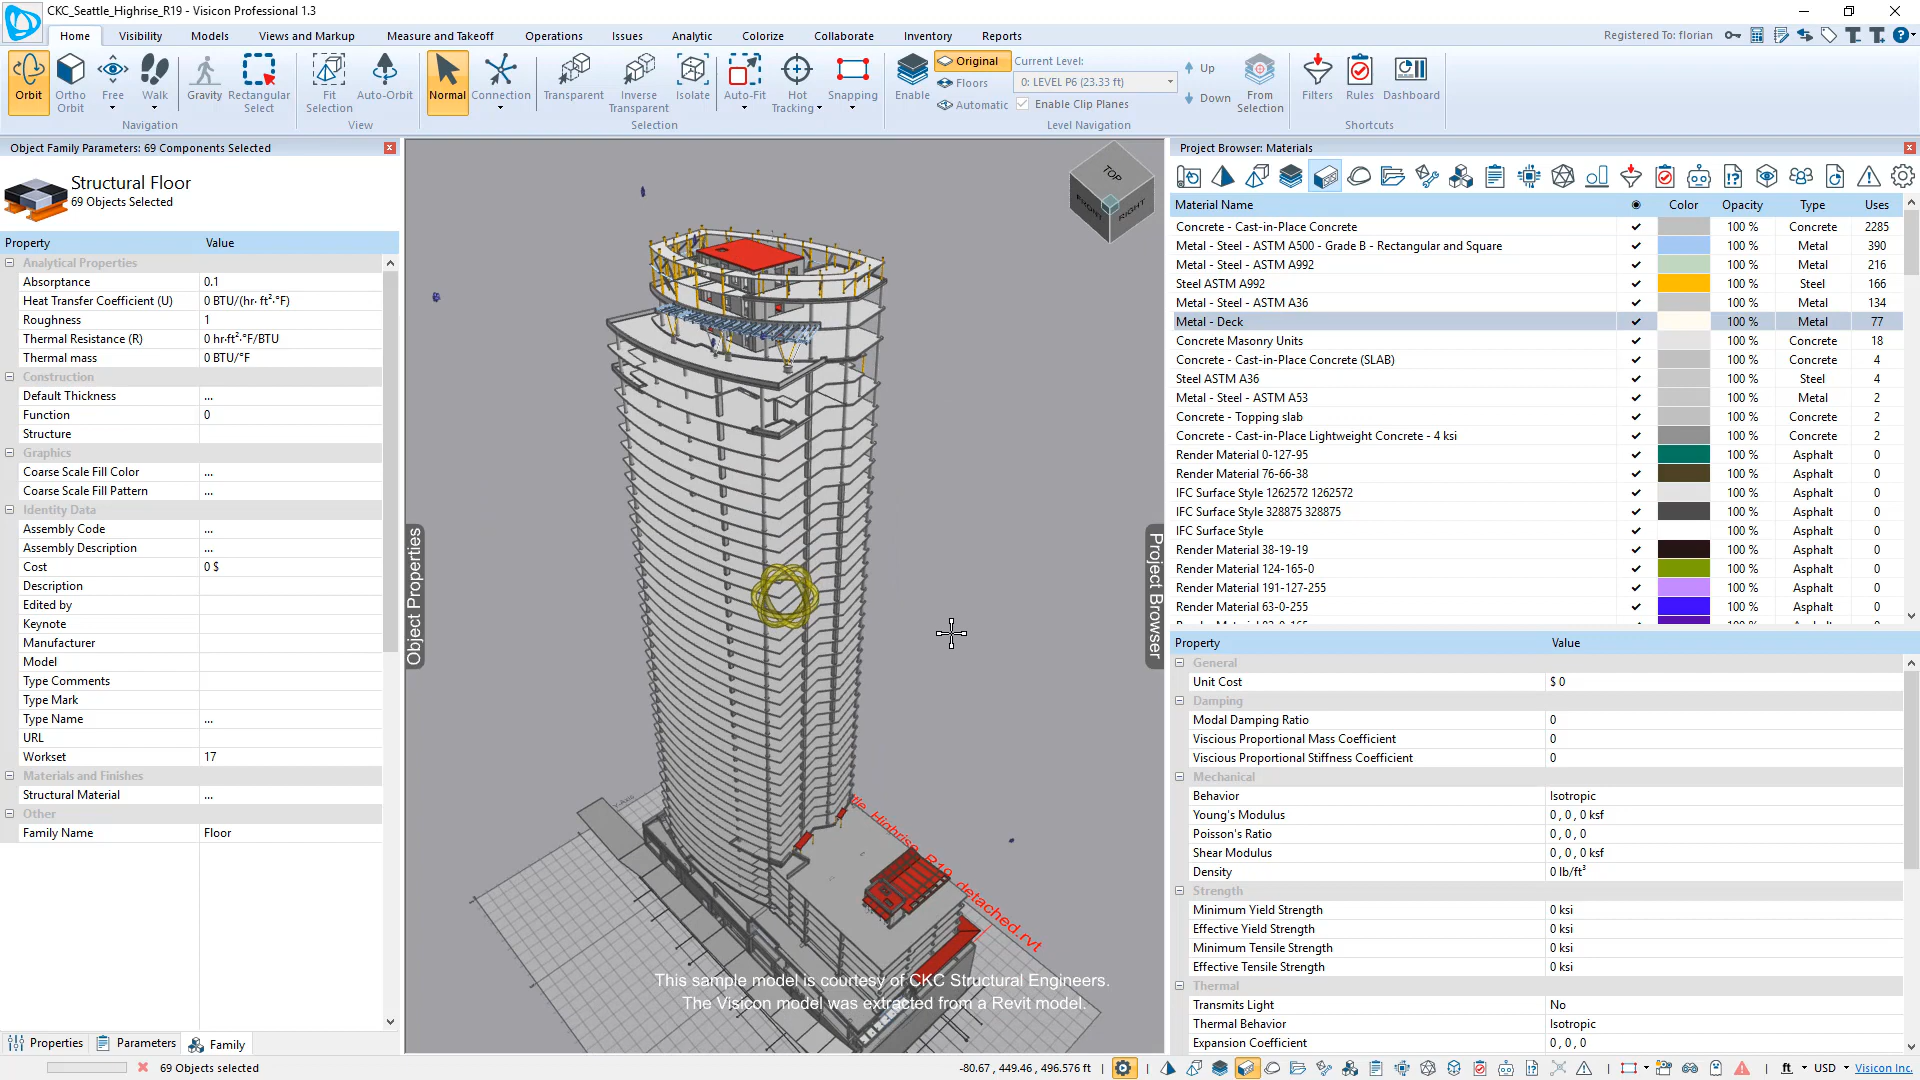 CKC_Seattle_Highrise_R19 - Visicon Professional 1.3
Home Visibility Models Views and Markup Measure and Takeoff Operations Issues Analytic Colorize Collaborate Inventory Reports
Registered To: florian
Orbit Ortho Orbit Free Walk Gravity Rectangular Select Fit Selection Auto-Orbit Normal Connection Transparent Inverse Transparent Isolate Auto-Fit Hot Tracking Snapping Enable
Original Current Level:
Floors 0: LEVEL P6 (23.33 ft)
Automatic Enable Clip Planes
Up
Down
From Selection
Filters Rules Dashboard
Navigation View Selection Level Navigation Shortcuts
Object Family Parameters: 69 Components Selected
Structural Floor
69 Objects Selected
Property Value
Analytical Properties
Absorptance 0.1
Heat Transfer Coefficient (U) 0 BTU/(hr· ft²·°F)
Roughness 1
Thermal Resistance (R) 0 hr·ft²·°F/BTU
Thermal mass 0 BTU/°F
Construction
Default Thickness ...
Function 0
Structure
Graphics
Coarse Scale Fill Color ...
Coarse Scale Fill Pattern ...
Identity Data
Assembly Code ...
Assembly Description ...
Cost 0 $
Description
Edited by
Keynote
Manufacturer
Model
Type Comments
Type Mark
Type Name ...
URL
Workset 17
Materials and Finishes
Structural Material ...
Other
Family Name Floor
Properties Parameters Family
69 Objects selected
Object Properties
TOP
FRONT
RIGHT
Highrise_R19_detached.rvt
This sample model is courtesy of CKC Structural Engineers.
The Visicon model was extracted from a Revit model.
Project Browser
Project Browser: Materials
Material Name Color Opacity Type Uses
Concrete - Cast-in-Place Concrete 100 % Concrete 2285
Metal - Steel - ASTM A500 - Grade B - Rectangular and Square 100 % Metal 390
Metal - Steel - ASTM A992 100 % Metal 216
Steel ASTM A992 100 % Steel 166
Metal - Steel - ASTM A36 100 % Metal 134
Metal - Deck 100 % Metal 77
Concrete Masonry Units 100 % Concrete 18
Concrete - Cast-in-Place Concrete (SLAB) 100 % Concrete 4
Steel ASTM A36 100 % Steel 4
Metal - Steel - ASTM A53 100 % Metal 2
Concrete - Topping slab 100 % Concrete 2
Concrete - Cast-in-Place Lightweight Concrete - 4 ksi 100 % Concrete 2
Render Material 0-127-95 100 % Asphalt 0
Render Material 76-66-38 100 % Asphalt 0
IFC Surface Style 1262572 1262572 100 % Asphalt 0
IFC Surface Style 328875 328875 100 % Asphalt 0
IFC Surface Style 100 % Asphalt 0
Render Material 38-19-19 100 % Asphalt 0
Render Material 124-165-0 100 % Asphalt 0
Render Material 191-127-255 100 % Asphalt 0
Render Material 63-0-255 100 % Asphalt 0
Property Value
General
Unit Cost $ 0
Damping
Modal Damping Ratio 0
Viscious Proportional Mass Coefficient 0
Viscious Proportional Stiffness Coefficient 0
Mechanical
Behavior Isotropic
Young's Modulus 0 , 0 , 0 ksf
Poisson's Ratio 0 , 0 , 0
Shear Modulus 0 , 0 , 0 ksf
Density 0 lb/ft³
Strength
Minimum Yield Strength 0 ksi
Effective Yield Strength 0 ksi
Minimum Tensile Strength 0 ksi
Effective Tensile Strength 0 ksi
Thermal
Transmits Light No
Thermal Behavior Isotropic
Expansion Coefficient 0 , 0 , 0
-80.67 , 449.46 , 496.576 ft
ft USD Visicon Inc.